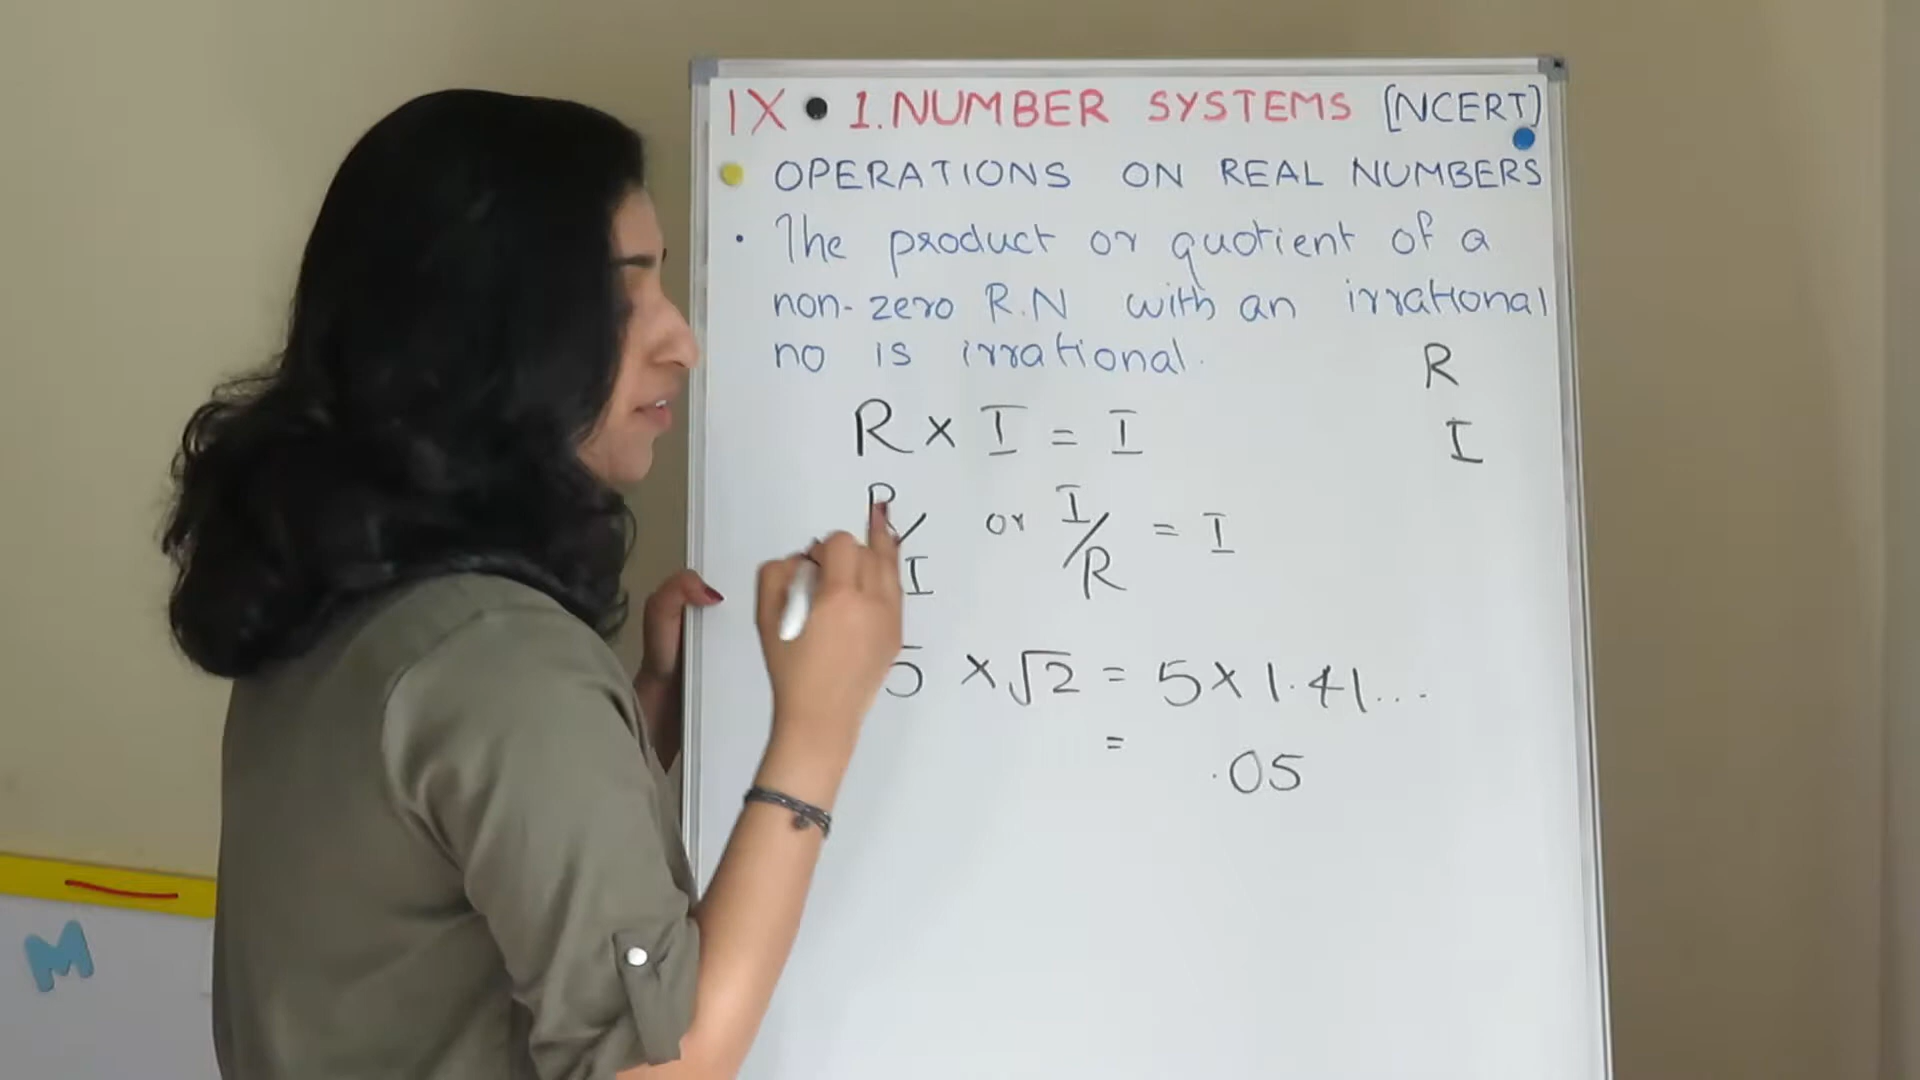 IX • 1. NUMBER SYSTEMS [NCERT]
OPERATIONS ON REAL NUMBERS
• The product or quotient of a
non-zero R.N with an irrational
no is irrational.
R
I
R × I = I
R/I or I/R = I
5 × √2 = 5 × 1.41...
= .05
M